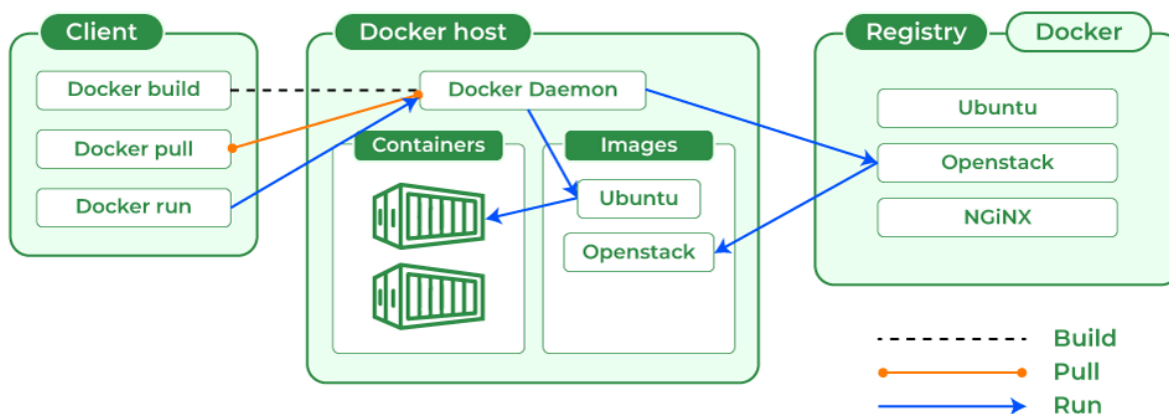 Client
Docker build
Docker pull
Docker run
Docker host
Docker Daemon
Containers
Images
Ubuntu
Openstack
Registry
Docker
Ubuntu
Openstack
NGiNX
Build
Pull
Run